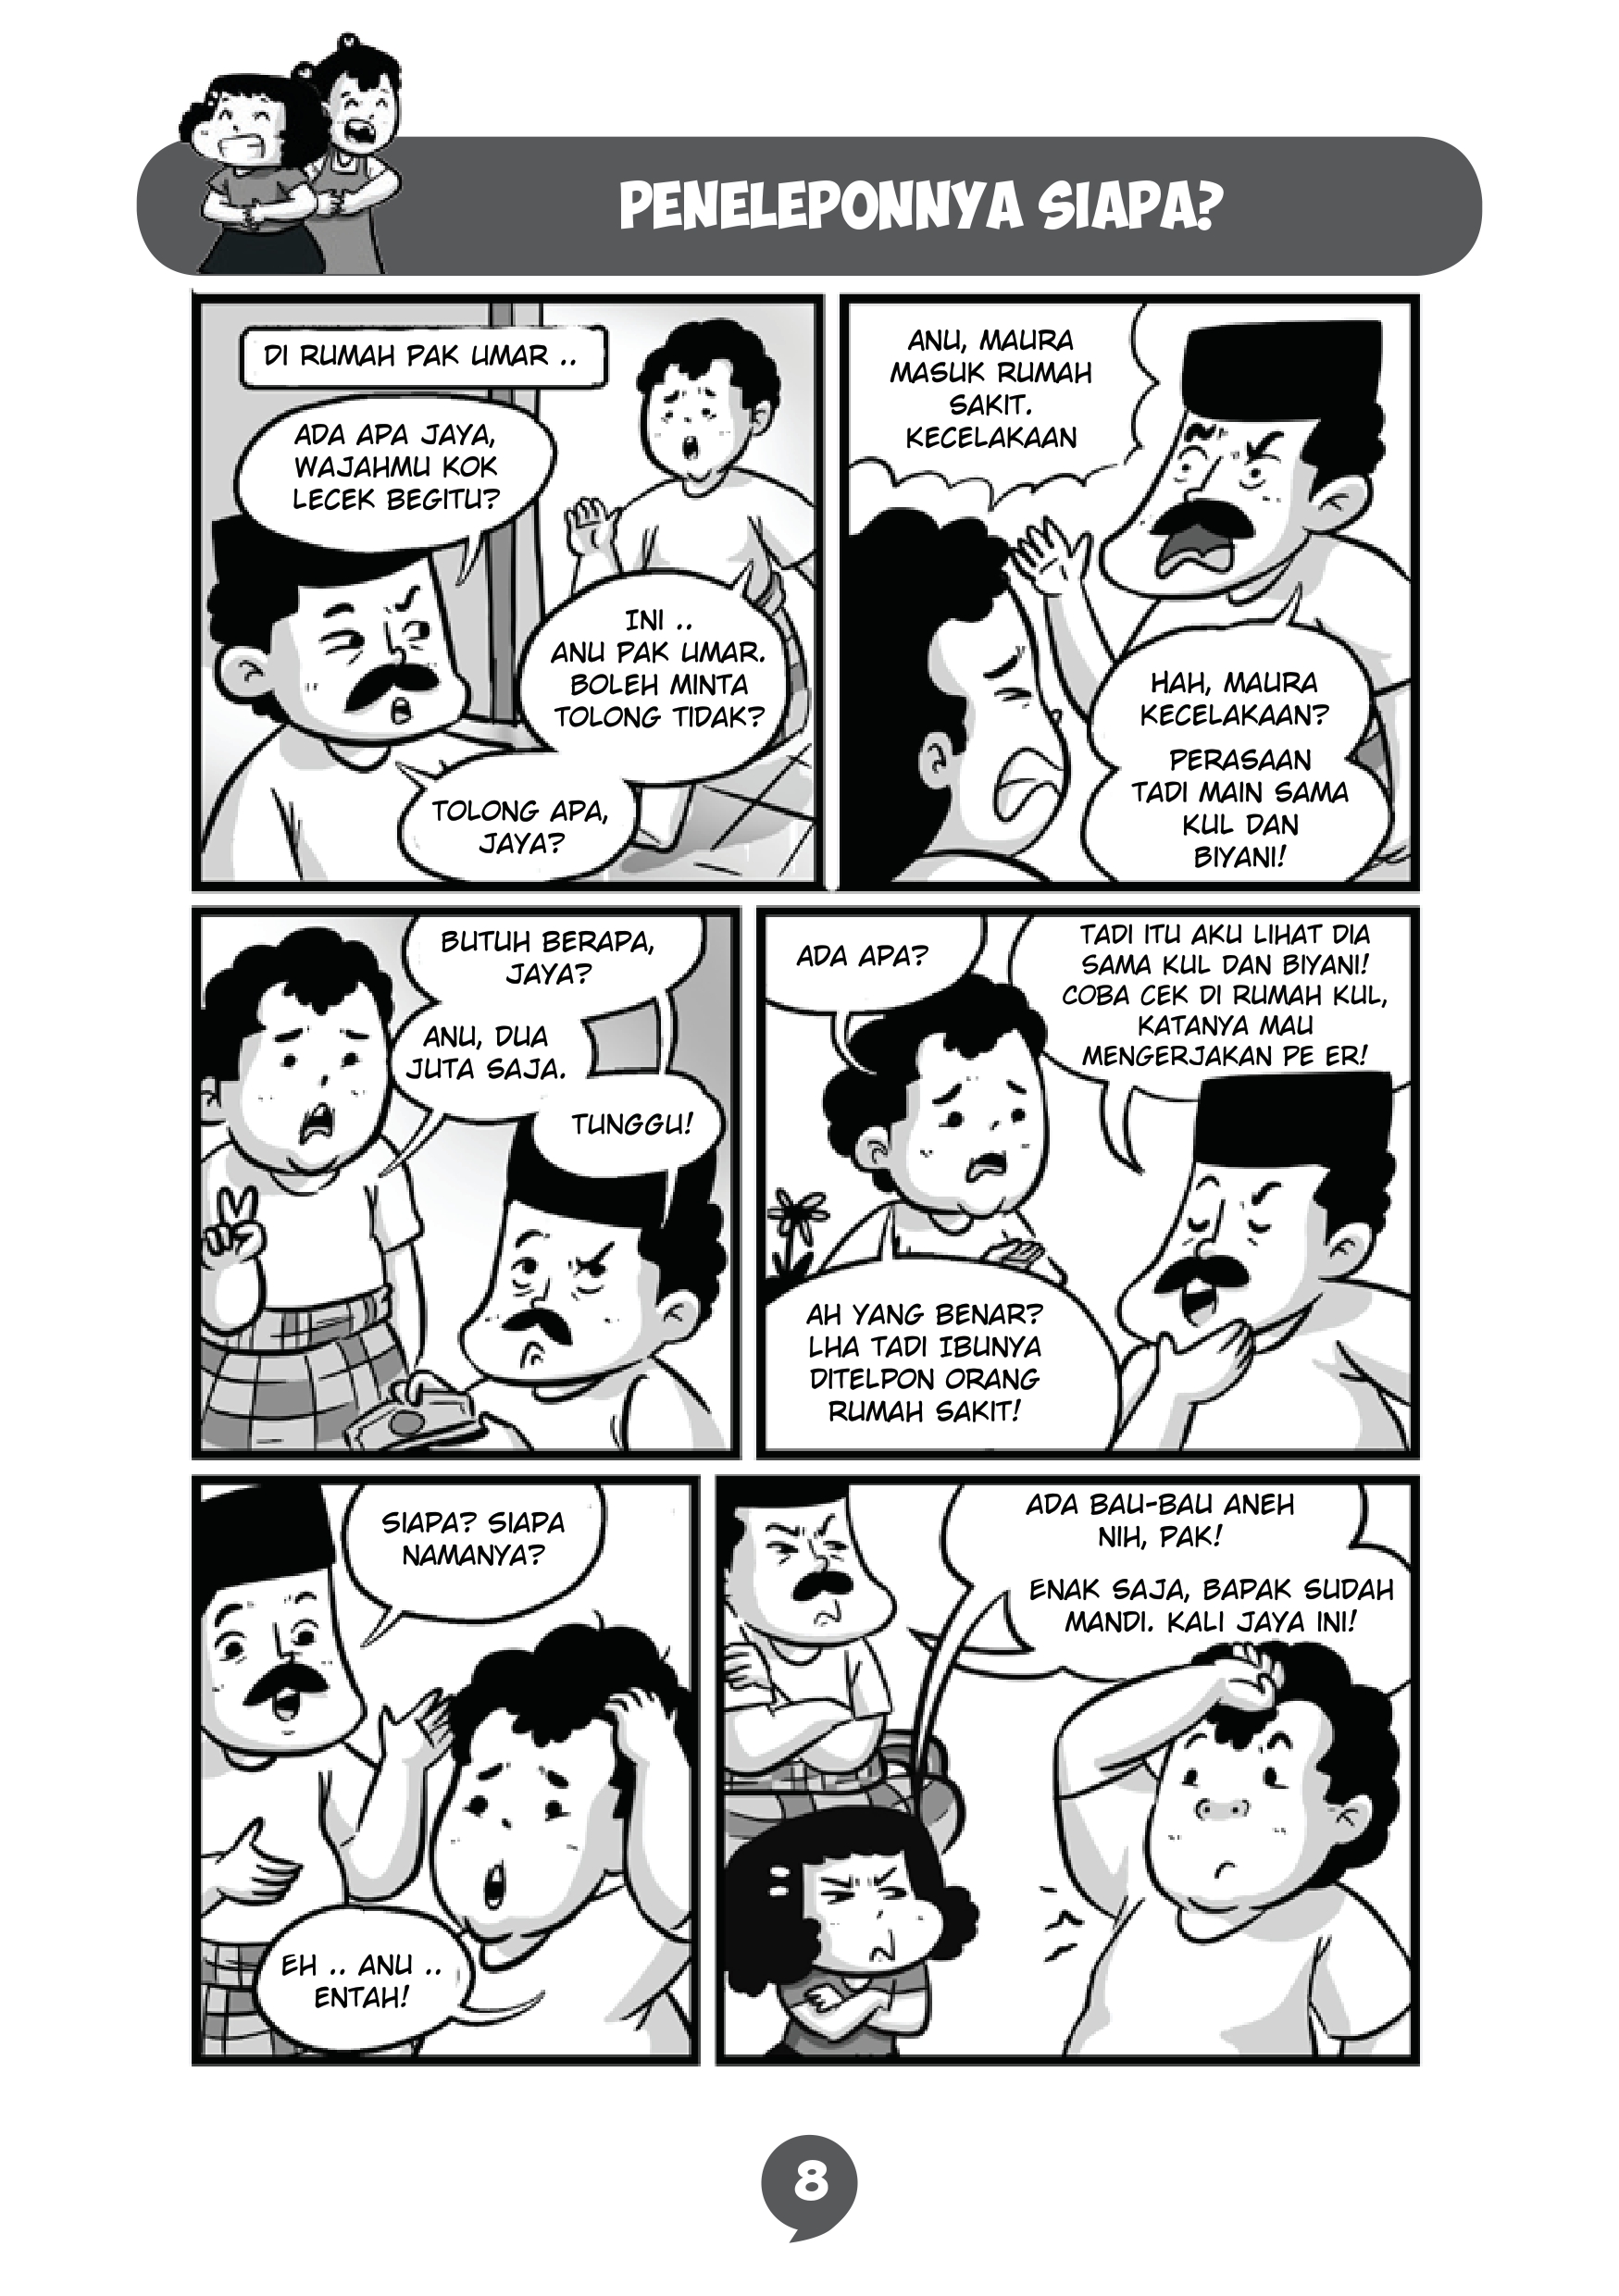 PENELEPONNYA SIAPA?
DI RUMAH PAK UMAR ..
ADA APA JAYA,
WAJAHMU KOK
LECEK BEGITU?
INI ..
ANU PAK UMAR.
BOLEH MINTA
TOLONG TIDAK?
TOLONG APA,
JAYA?
ANU, MAURA
MASUK RUMAH
SAKIT.
KECELAKAAN
HAH, MAURA
KECELAKAAN?
PERASAAN
TADI MAIN SAMA
KUL DAN
BIYANI!
BUTUH BERAPA,
JAYA?
ANU, DUA
JUTA SAJA.
TUNGGU!
ADA APA?
TADI ITU AKU LIHAT DIA
SAMA KUL DAN BIYANI!
COBA CEK DI RUMAH KUL,
KATANYA MAU
MENGERJAKAN PE ER!
AH YANG BENAR?
LHA TADI IBUNYA
DITELPON ORANG
RUMAH SAKIT!
SIAPA? SIAPA
NAMANYA?
EH .. ANU ..
ENTAH!
ADA BAU-BAU ANEH
NIH, PAK!
ENAK SAJA, BAPAK SUDAH
MANDI. KALI JAYA INI!
8